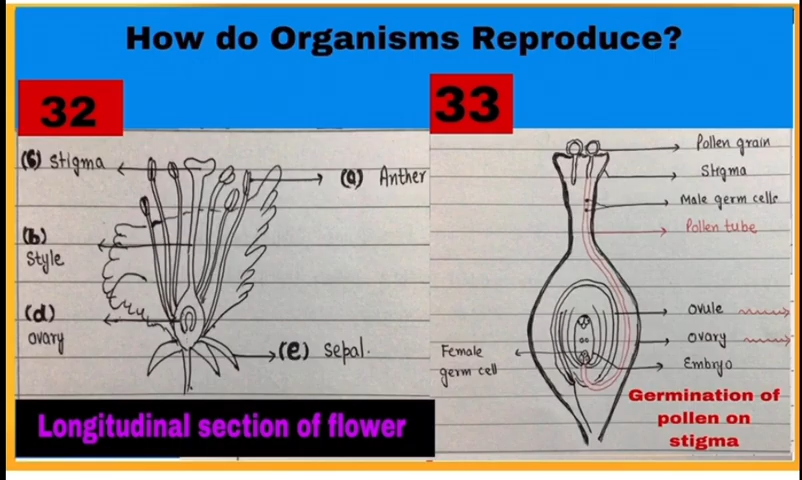 How do Organisms Reproduce?
32
33
(c) Stigma
(a) Anther
(b)
Style
(d)
ovary
(e) Sepal.
Longitudinal section of flower
Pollen grain
Stigma
Male germ cells
Pollen tube
ovule
ovary
Embryo
Female
germ cell
Germination of
pollen on
stigma